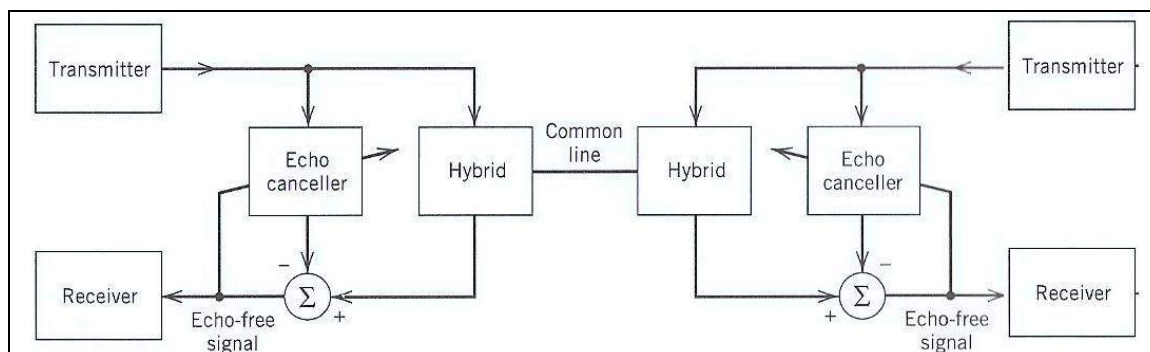 Transmitter
Transmitter
Echo
canceller
Hybrid
Common
line
Hybrid
Echo
canceller
Receiver
−
Σ
+
Echo-free
signal
−
Σ
+
Echo-free
signal
Receiver